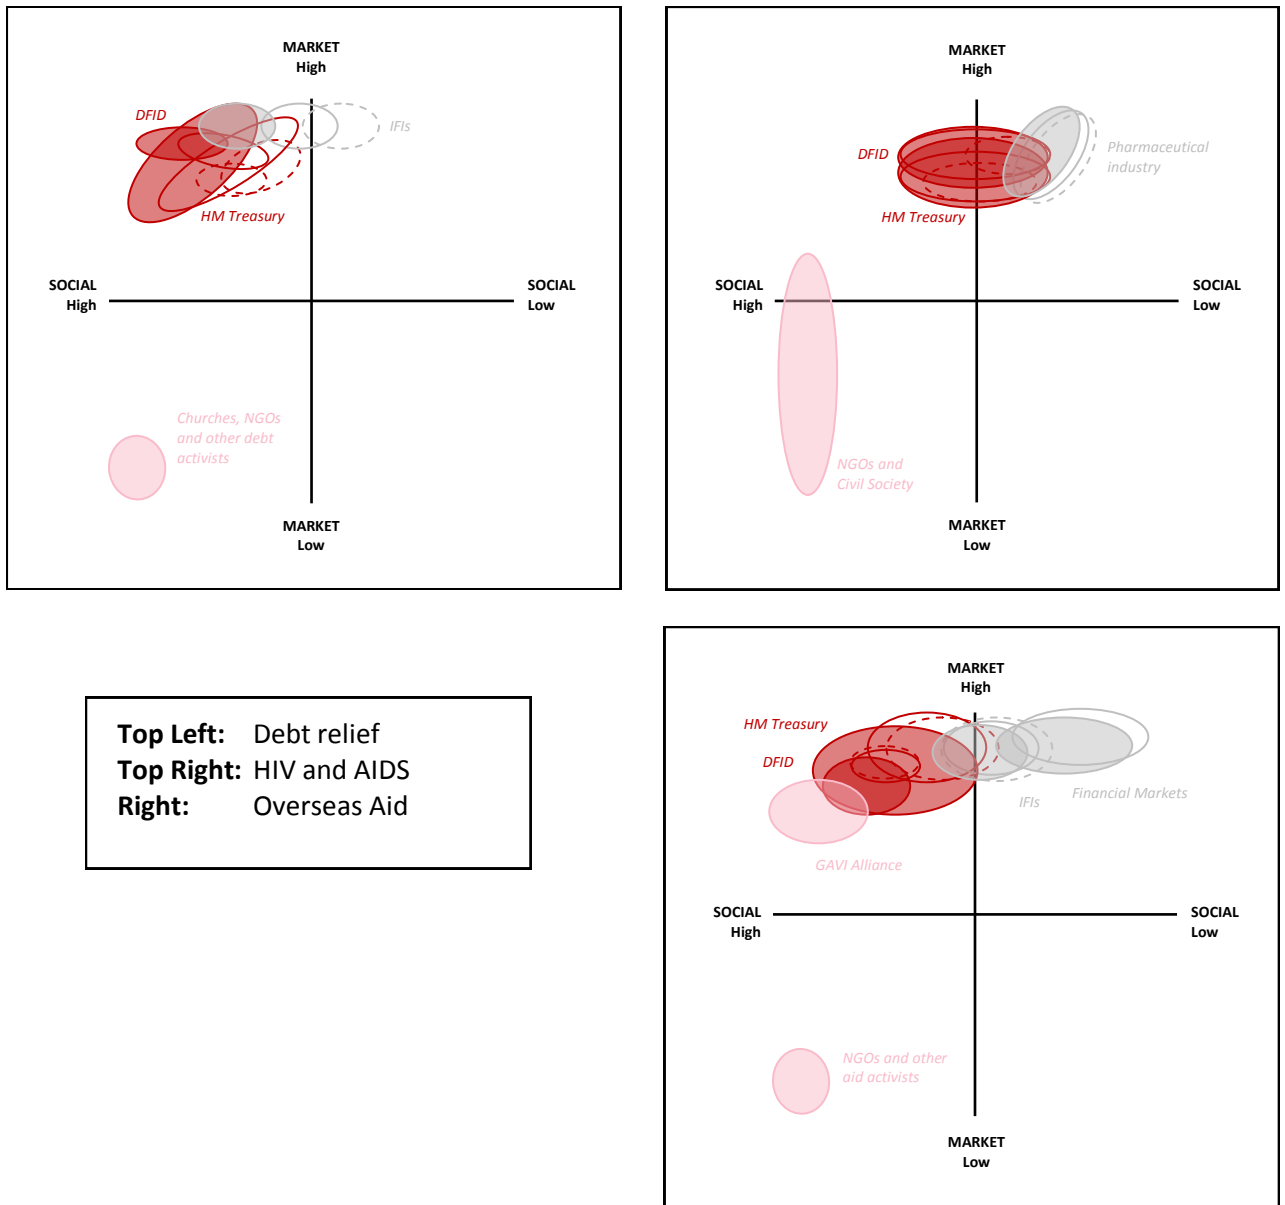 MARKET
High
DFID
IFIs
HM Treasury
SOCIAL
High
SOCIAL
Low
Churches, NGOs
and other debt
activists
MARKET
Low
MARKET
High
DFID
Pharmaceutical
industry
HM Treasury
SOCIAL
High
SOCIAL
Low
NGOs and
Civil Society
MARKET
Low
Top Left: Debt relief
Top Right: HIV and AIDS
Right: Overseas Aid
MARKET
High
HM Treasury
DFID
IFIs
Financial Markets
GAVI Alliance
SOCIAL
High
SOCIAL
Low
NGOs and other
aid activists
MARKET
Low